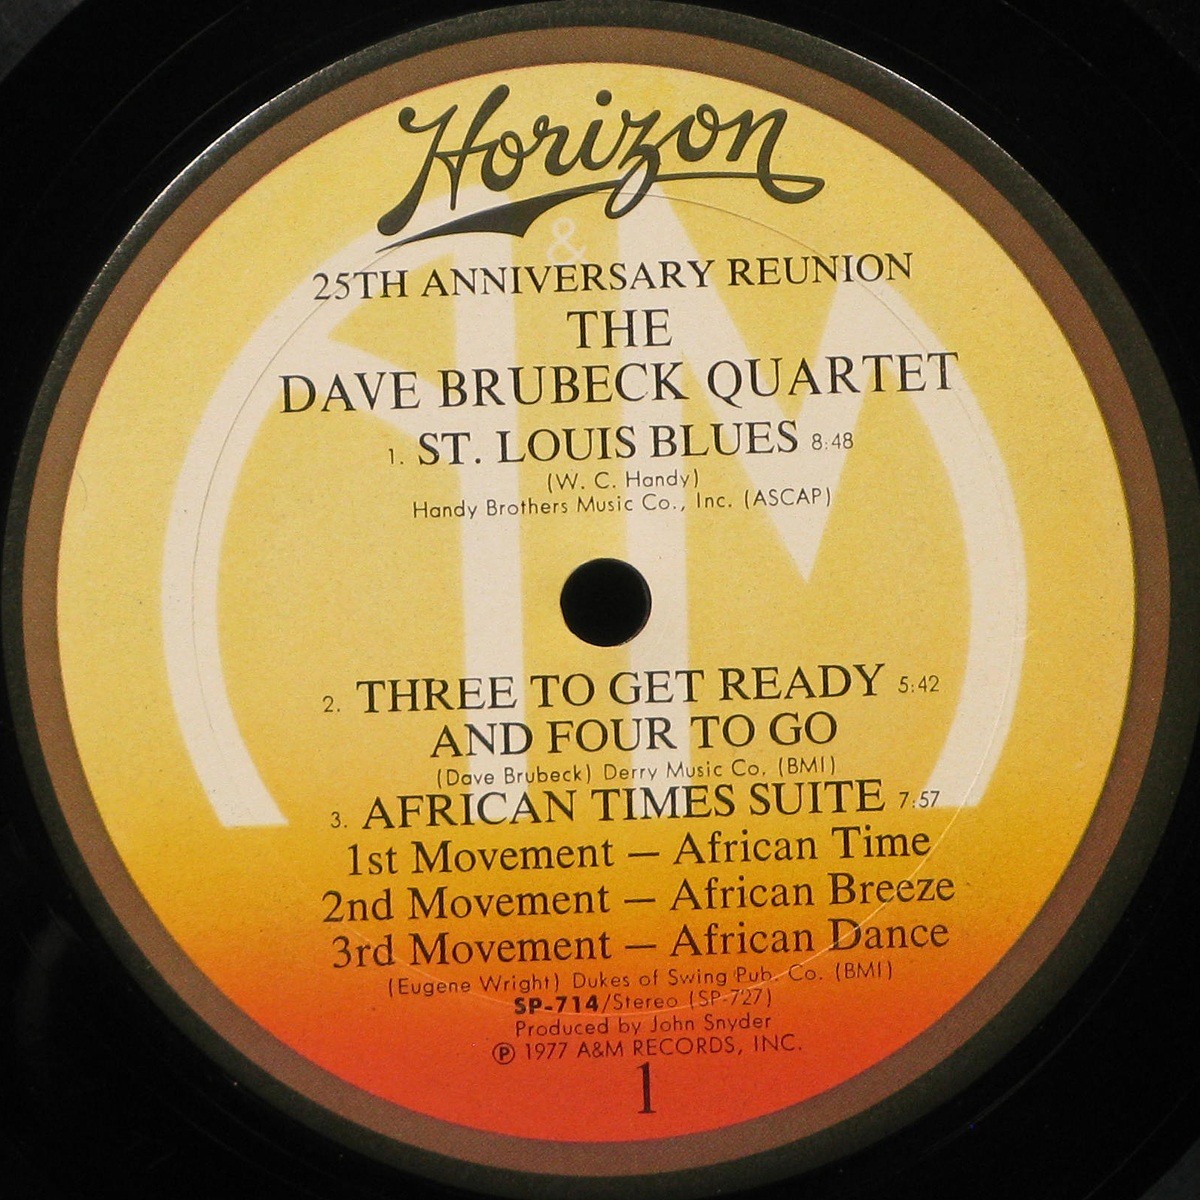 Horizon
&
25TH ANNIVERSARY REUNION
THE
DAVE BRUBECK QUARTET
1. ST. LOUIS BLUES 8:48
(W. C. Handy)
Handy Brothers Music Co., Inc. (ASCAP)
2. THREE TO GET READY 5:42
AND FOUR TO GO
(Dave Brubeck) Derry Music Co. (BMI)
3. AFRICAN TIMES SUITE 7:57
1st Movement — African Time
2nd Movement — African Breeze
3rd Movement — African Dance
(Eugene Wright) Dukes of Swing Pub. Co. (BMI)
SP-714/Stereo (SP-727)
Produced by John Snyder
℗ 1977 A&M RECORDS, INC.
1